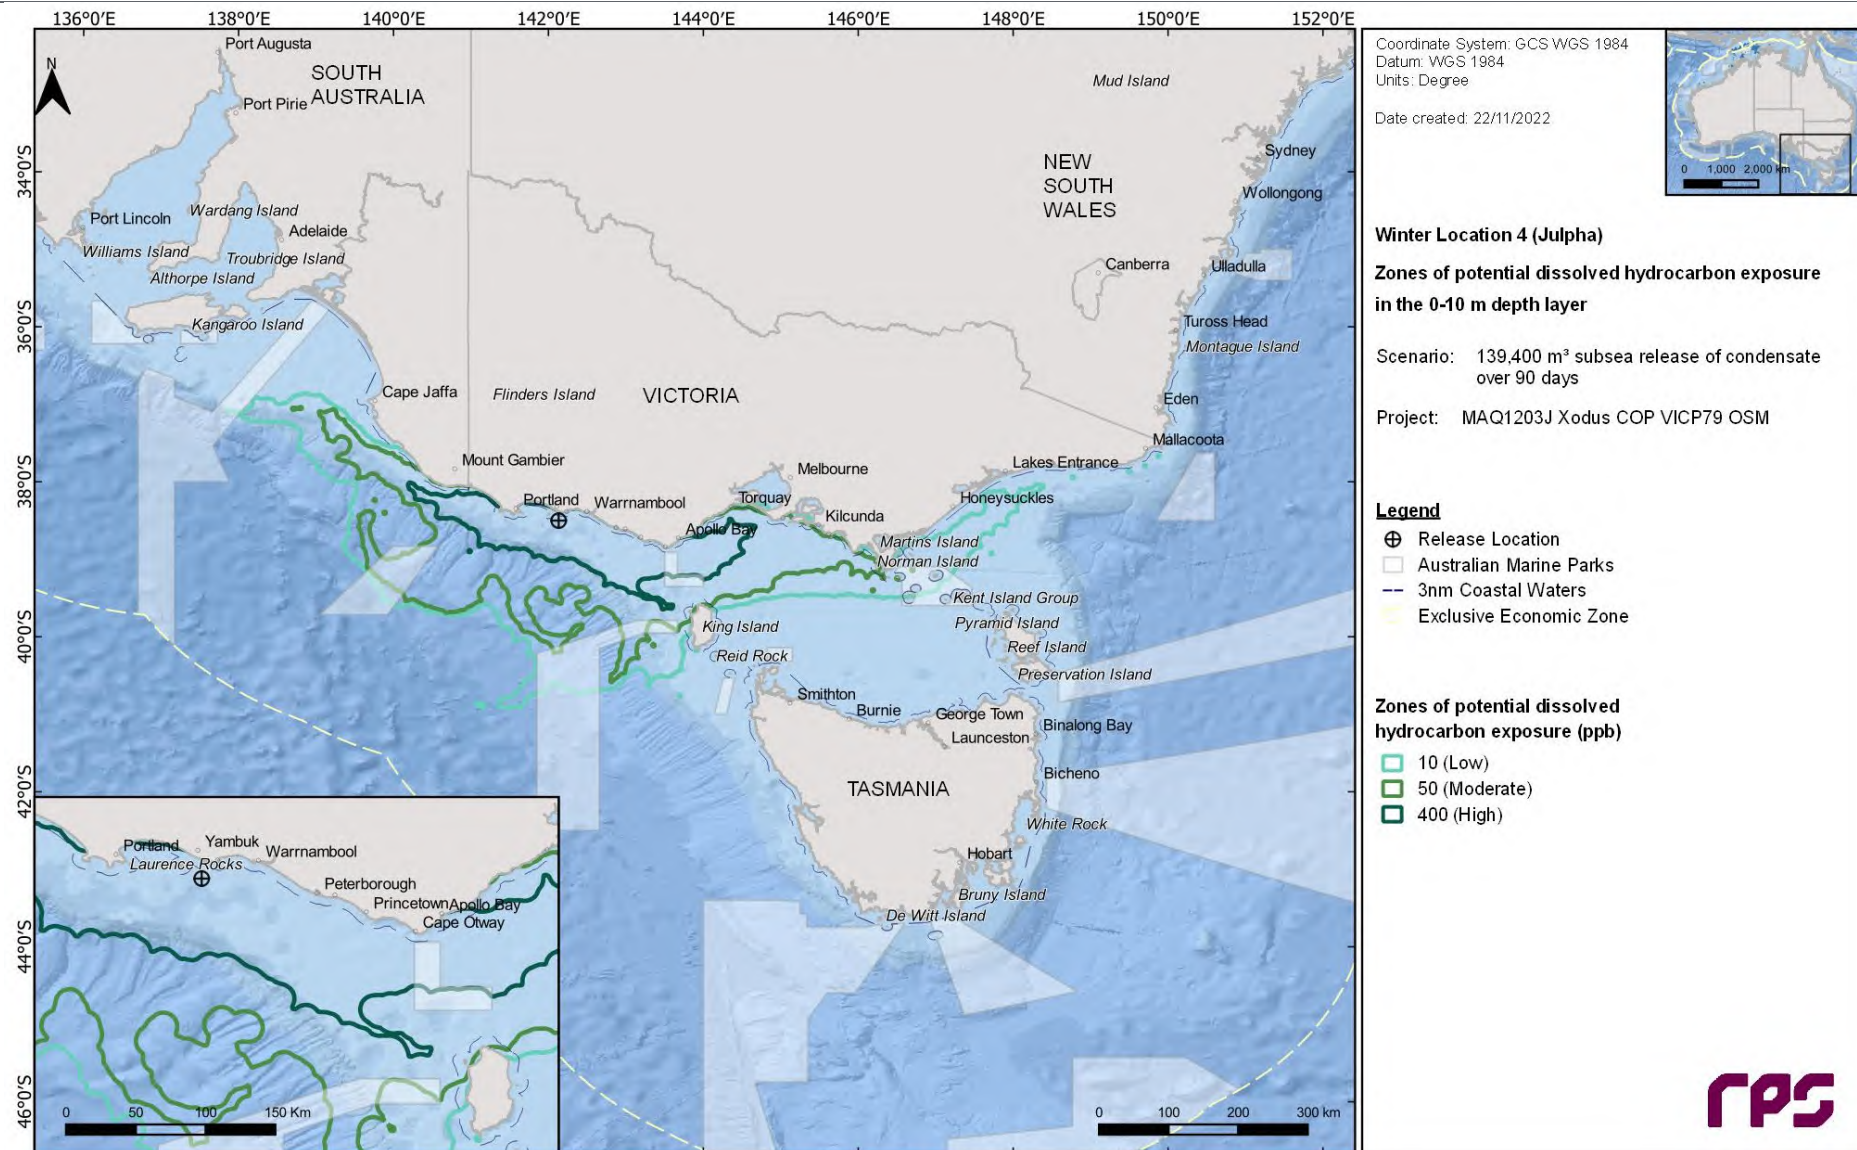 136°0'E
138°0'E
140°0'E
142°0'E
144°0'E
146°0'E
148°0'E
150°0'E
152°0'E
34°0'S
36°0'S
38°0'S
40°0'S
42°0'S
44°0'S
46°0'S
N
Port Augusta
SOUTH
AUSTRALIA
Port Pirie
Mud Island
Sydney
NEW
SOUTH
WALES
Wollongong
Port Lincoln
Wardang Island
Adelaide
Williams Island
Troubridge Island
Althorpe Island
Canberra
Ulladulla
Kangaroo Island
Tuross Head
Montague Island
Cape Jaffa
Flinders Island
VICTORIA
Eden
Mallacoota
Mount Gambier
Melbourne
Lakes Entrance
Portland
Warrnambool
Torquay
Honeysuckles
Kilcunda
Apollo Bay
Martins Island
Norman Island
Kent Island Group
King Island
Pyramid Island
Reef Island
Reid Rock
Preservation Island
Smithton
Burnie
George Town
Binalong Bay
Launceston
Bicheno
TASMANIA
White Rock
Hobart
Bruny Island
De Witt Island
0 100 200 300 km
Portland
Yambuk
Warrnambool
Laurence Rocks
Peterborough
Princetown
Apollo Bay
Cape Otway
0 50 100 150 Km
Coordinate System: GCS WGS 1984
Datum: WGS 1984
Units: Degree
Date created: 22/11/2022
0 1,000 2,000 km
Winter Location 4 (Julpha)
Zones of potential dissolved hydrocarbon exposure
in the 0-10 m depth layer
Scenario: 139,400 m³ subsea release of condensate
over 90 days
Project: MAQ1203J Xodus COP VICP79 OSM
Legend
Release Location
Australian Marine Parks
3nm Coastal Waters
Exclusive Economic Zone
Zones of potential dissolved
hydrocarbon exposure (ppb)
10 (Low)
50 (Moderate)
400 (High)
rps